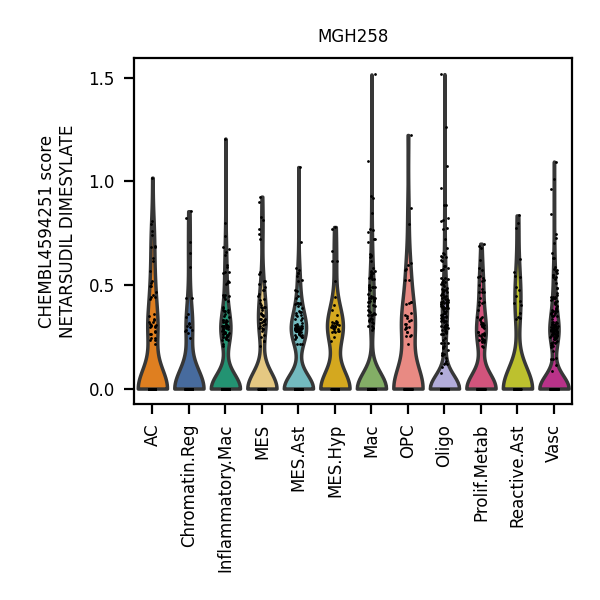 MGH258
CHEMBL4594251 score
NETARSUDIL DIMESYLATE
1.5
1.0
0.5
0.0
AC
Chromatin.Reg
Inflammatory.Mac
MES
MES.Ast
MES.Hyp
Mac
OPC
Oligo
Prolif.Metab
Reactive.Ast
Vasc